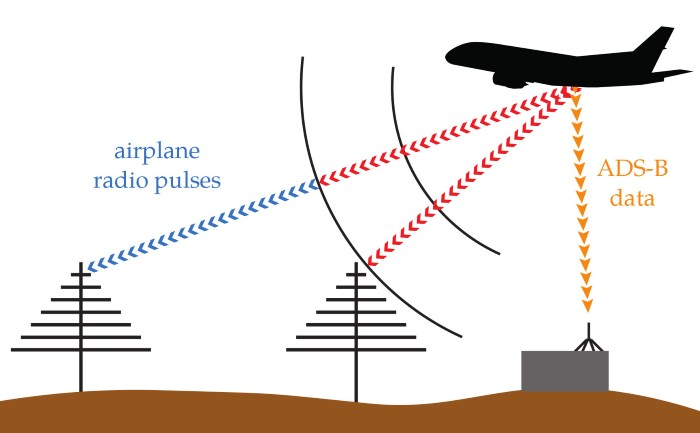 airplane
radio pulses
ADS-B
data